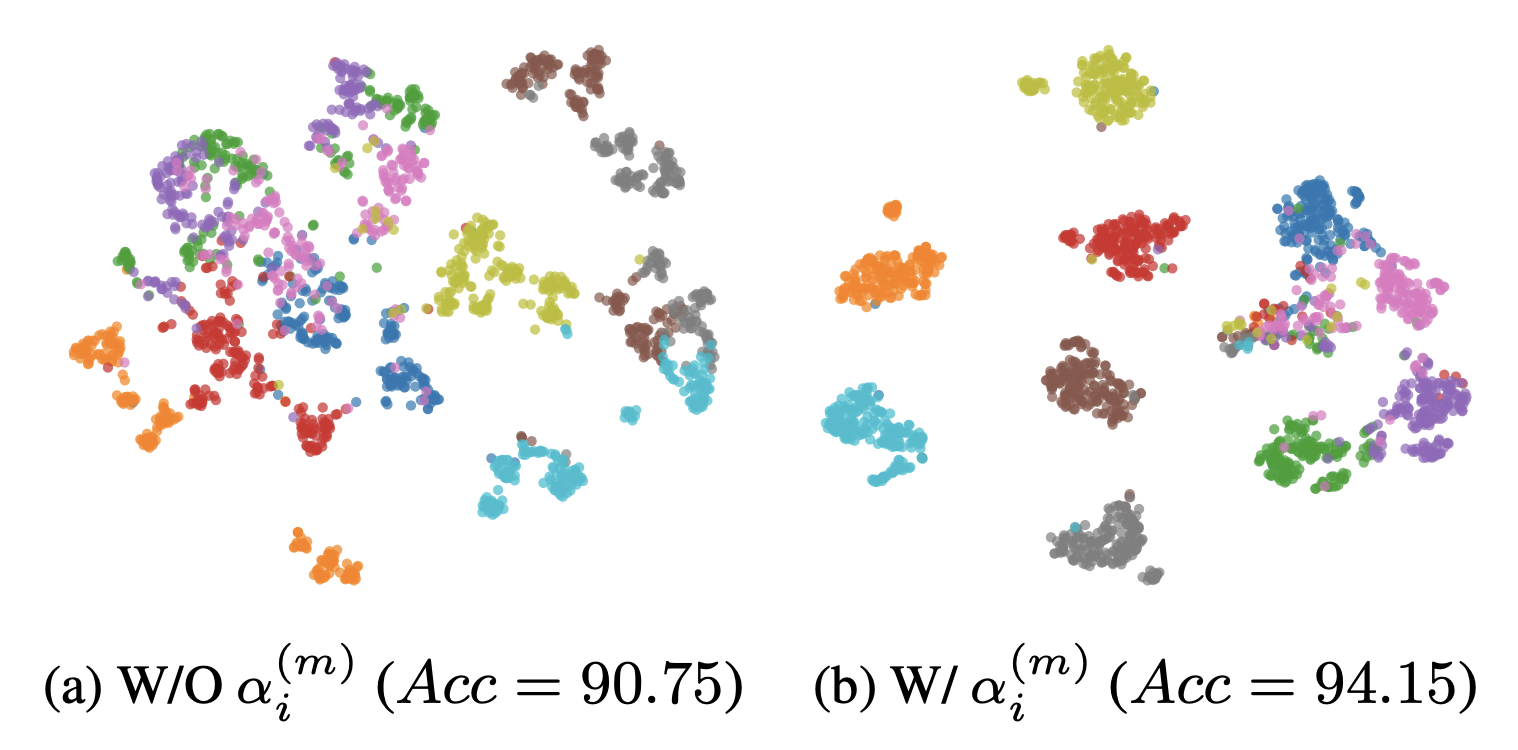 (a) W/O α_i^{(m)} (Acc = 90.75)
(b) W/ α_i^{(m)} (Acc = 94.15)